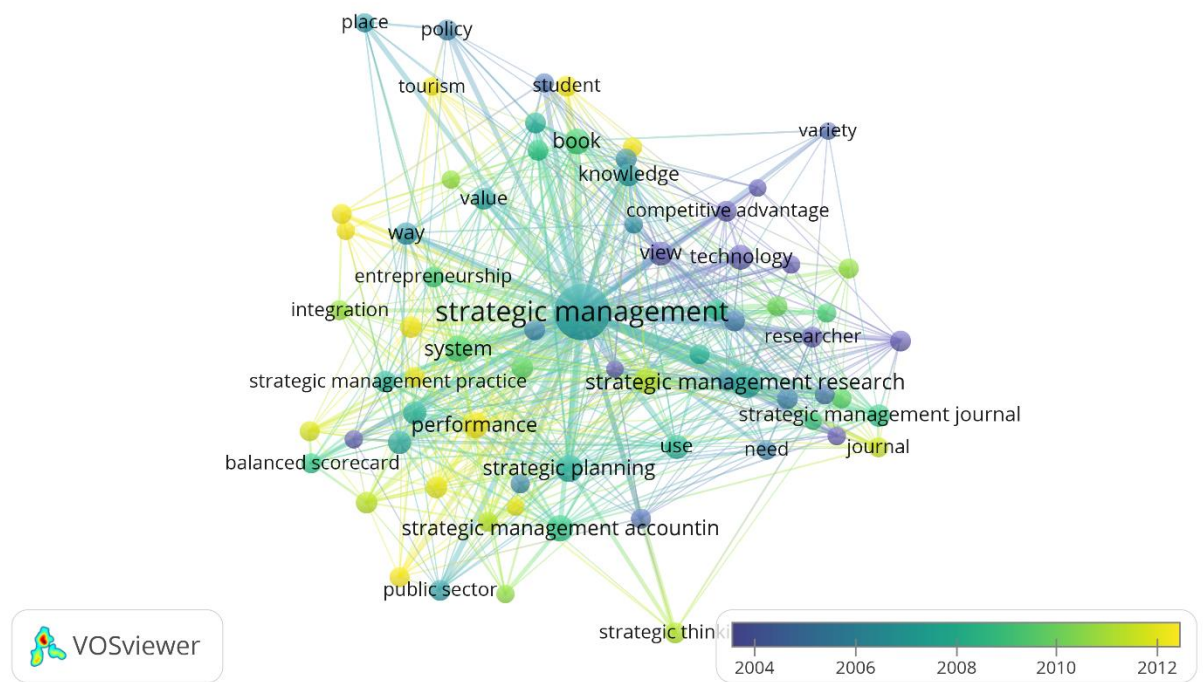 place
policy
tourism
student
variety
book
knowledge
value
competitive advantage
way
view
technology
entrepreneurship
integration
strategic management
researcher
system
strategic management practice
strategic management research
strategic management journal
performance
use
need
journal
balanced scorecard
strategic planning
strategic management accountin
public sector
strategic thinki
VOSviewer
2004
2006
2008
2010
2012